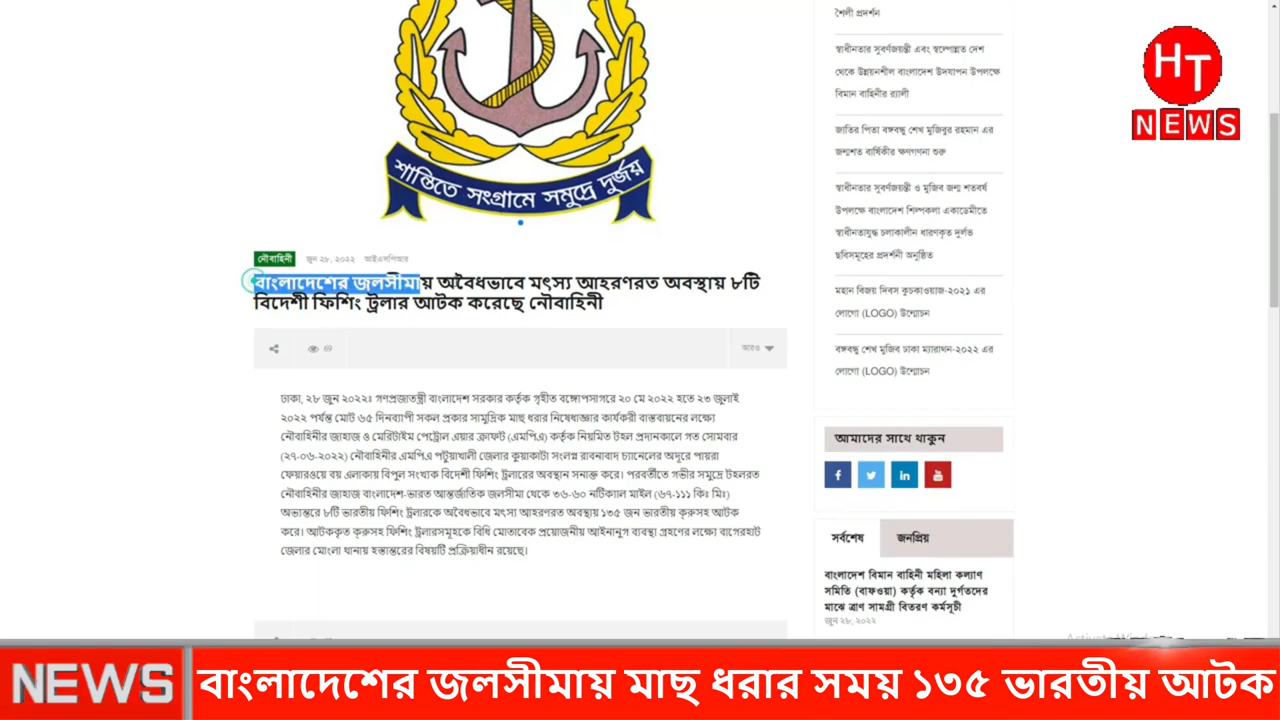 শান্তিতে সংগ্রামে সমুদ্রে দুর্জয়
নৌবাহিনী জুন ২৮, ২০২২ আইএসপিআর
বাংলাদেশের জলসীমায় অবৈধভাবে মৎস্য আহরণরত অবস্থায় ৮টি
বিদেশী ফিশিং ট্রলার আটক করেছে নৌবাহিনী
69
আরও
ঢাকা, ২৮ জুন ২০২২ঃ গণপ্রজাতন্ত্রী বাংলাদেশ সরকার কর্তৃক গৃহীত বঙ্গোপসাগরে ২০ মে ২০২২ হতে ২৩ জুলাই
২০২২ পর্যন্ত মোট ৬৫ দিনব্যাপী সকল প্রকার সামুদ্রিক মাছ ধরার নিষেধাজ্ঞার কার্যকরী বাস্তবায়নের লক্ষ্যে
নৌবাহিনীর জাহাজ ও মেরিটাইম পেট্রোল এয়ার ক্রাফট (এমপিএ) কর্তৃক নিয়মিত টহল প্রদানকালে গত সোমবার
(২৭-০৬-২০২২) নৌবাহিনীর এমপিএ পটুয়াখালী জেলার কুয়াকাটা সংলগ্ন রাবনাবাদ চ্যানেলের অদূরে পায়রা
ফেয়ারওয়ে বয় এলাকায় বিপুল সংখ্যক বিদেশী ফিশিং ট্রলারের অবস্থান সনাক্ত করে। পরবর্তীতে গভীর সমুদ্রে টহলরত
নৌবাহিনীর জাহাজ বাংলাদেশ-ভারত আন্তর্জাতিক জলসীমা থেকে ৩৬-৬০ নটিক্যাল মাইল (৬৭-১১১ কিঃ মিঃ)
অভ্যন্তরে ৮টি ভারতীয় ফিশিং ট্রলারকে অবৈধভাবে মৎস্য আহরণরত অবস্থায় ১৩৫ জন ভারতীয় ক্রুসহ আটক
করে। আটককৃত ক্রুসহ ফিশিং ট্রলারসমূহকে বিধি মোতাবেক প্রয়োজনীয় আইনানুগ ব্যবস্থা গ্রহণের লক্ষ্যে বাগেরহাট
জেলার মোংলা থানায় হস্তান্তরের বিষয়টি প্রক্রিয়াধীন রয়েছে।
শৈলী প্রদর্শন
স্বাধীনতার সুবর্ণজয়ন্তী এবং স্বল্পোন্নত দেশ
থেকে উন্নয়নশীল বাংলাদেশ উদযাপন উপলক্ষে
বিমান বাহিনীর র‍্যালী
জাতির পিতা বঙ্গবন্ধু শেখ মুজিবুর রহমান এর
জন্মশত বার্ষিকীর ক্ষণগণনা শুরু
স্বাধীনতার সুবর্ণজয়ন্তী ও মুজিব জন্ম শতবর্ষ
উপলক্ষে বাংলাদেশ শিল্পকলা একাডেমীতে
স্বাধীনতাযুদ্ধ চলাকালীন ধারণকৃত দুর্লভ
ছবিসমূহের প্রদর্শনী অনুষ্ঠিত
মহান বিজয় দিবস কুচকাওয়াজ-২০২১ এর
লোগো (LOGO) উন্মোচন
বঙ্গবন্ধু শেখ মুজিব ঢাকা ম্যারাথন-২০২২ এর
লোগো (LOGO) উন্মোচন
আমাদের সাথে থাকুন
সর্বশেষ জনপ্রিয়
বাংলাদেশ বিমান বাহিনী মহিলা কল্যাণ
সমিতি (বাফওয়া) কর্তৃক বন্যা দুর্গতদের
মাঝে ত্রাণ সামগ্রী বিতরণ কর্মসূচী
জুন ২৮, ২০২২
HT
NEWS
NEWS বাংলাদেশের জলসীমায় মাছ ধরার সময় ১৩৫ ভারতীয় আটক